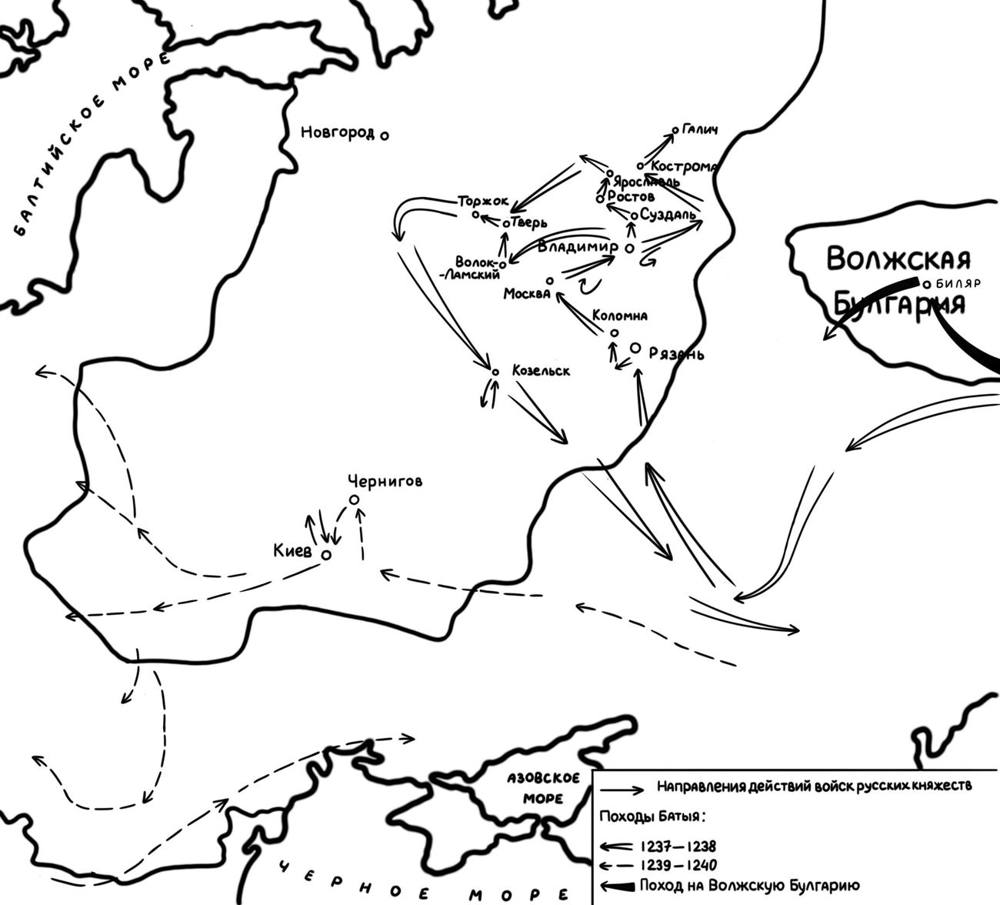 БАЛТИЙСКОЕ МОРЕ
Новгород
Галич
Кострома
Ярославль
Ростов
Торжок
Тверь
Суздаль
Владимир
Волок-
-Ламский
Москва
Волжская
Булгария
БИЛЯР
Коломна
Рязань
Козельск
Чернигов
Киев
АЗОВСКОЕ
МОРЕ
ЧЕРНОЕ МОРЕ
Направления действий войск русских княжеств
Походы Батыя:
1237—1238
1239—1240
Поход на Волжскую Булгарию